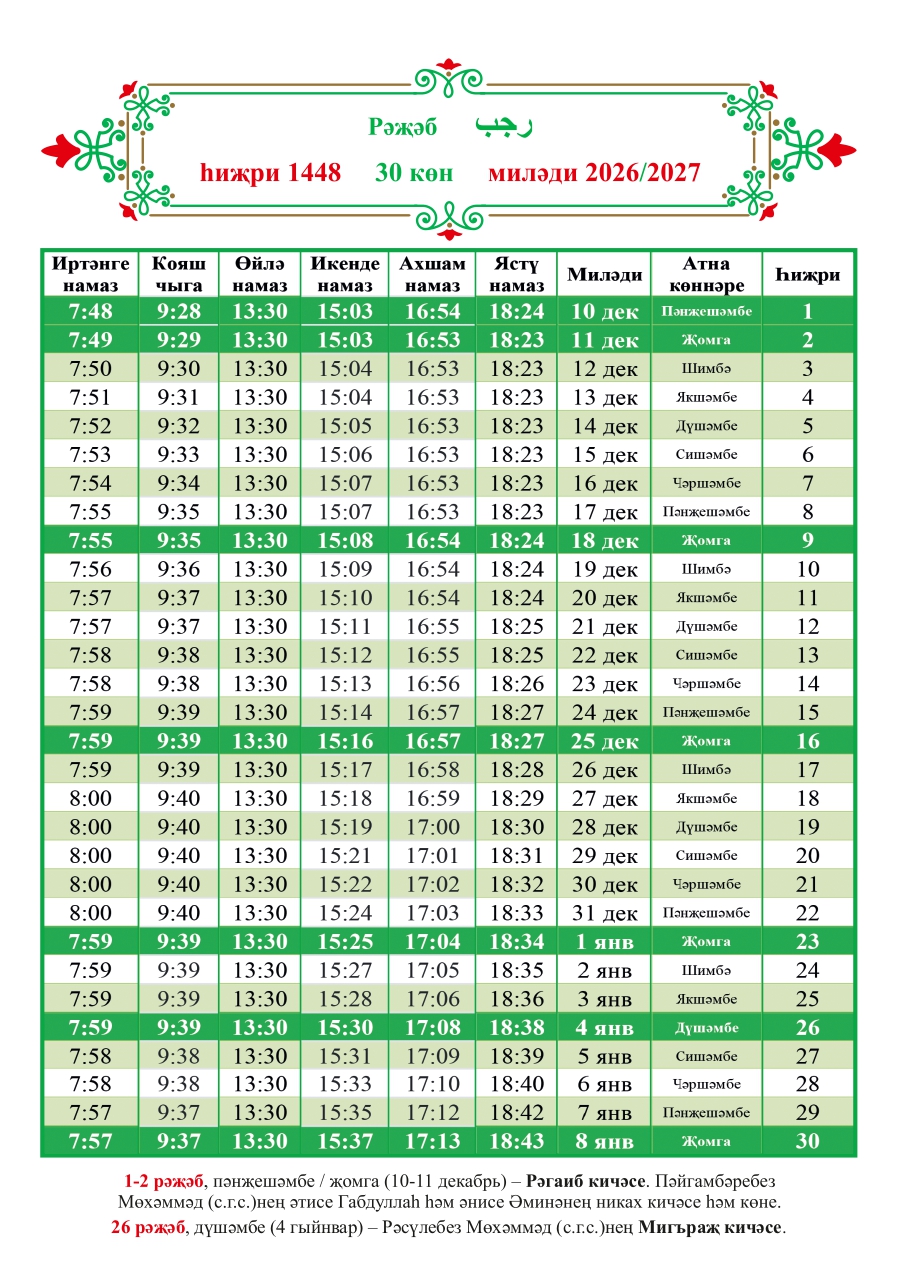 Рәҗәб رجب
һиҗри 1448 30 көн миләди 2026/2027
Иртәнге намаз Кояш чыга Өйлә намаз Икенде намаз Ахшам намаз Ястү намаз Миләди Атна көннәре Һиҗри
7:48 9:28 13:30 15:03 16:54 18:24 10 дек Пәнҗешәмбе 1
7:49 9:29 13:30 15:03 16:53 18:23 11 дек Җомга 2
7:50 9:30 13:30 15:04 16:53 18:23 12 дек Шимбә 3
7:51 9:31 13:30 15:04 16:53 18:23 13 дек Якшәмбе 4
7:52 9:32 13:30 15:05 16:53 18:23 14 дек Дүшәмбе 5
7:53 9:33 13:30 15:06 16:53 18:23 15 дек Сишәмбе 6
7:54 9:34 13:30 15:07 16:53 18:23 16 дек Чәршәмбе 7
7:55 9:35 13:30 15:07 16:53 18:23 17 дек Пәнҗешәмбе 8
7:55 9:35 13:30 15:08 16:54 18:24 18 дек Җомга 9
7:56 9:36 13:30 15:09 16:54 18:24 19 дек Шимбә 10
7:57 9:37 13:30 15:10 16:54 18:24 20 дек Якшәмбе 11
7:57 9:37 13:30 15:11 16:55 18:25 21 дек Дүшәмбе 12
7:58 9:38 13:30 15:12 16:55 18:25 22 дек Сишәмбе 13
7:58 9:38 13:30 15:13 16:56 18:26 23 дек Чәршәмбе 14
7:59 9:39 13:30 15:14 16:57 18:27 24 дек Пәнҗешәмбе 15
7:59 9:39 13:30 15:16 16:57 18:27 25 дек Җомга 16
7:59 9:39 13:30 15:17 16:58 18:28 26 дек Шимбә 17
8:00 9:40 13:30 15:18 16:59 18:29 27 дек Якшәмбе 18
8:00 9:40 13:30 15:19 17:00 18:30 28 дек Дүшәмбе 19
8:00 9:40 13:30 15:21 17:01 18:31 29 дек Сишәмбе 20
8:00 9:40 13:30 15:22 17:02 18:32 30 дек Чәршәмбе 21
8:00 9:40 13:30 15:24 17:03 18:33 31 дек Пәнҗешәмбе 22
7:59 9:39 13:30 15:25 17:04 18:34 1 янв Җомга 23
7:59 9:39 13:30 15:27 17:05 18:35 2 янв Шимбә 24
7:59 9:39 13:30 15:28 17:06 18:36 3 янв Якшәмбе 25
7:59 9:39 13:30 15:30 17:08 18:38 4 янв Дүшәмбе 26
7:58 9:38 13:30 15:31 17:09 18:39 5 янв Сишәмбе 27
7:58 9:38 13:30 15:33 17:10 18:40 6 янв Чәршәмбе 28
7:57 9:37 13:30 15:35 17:12 18:42 7 янв Пәнҗешәмбе 29
7:57 9:37 13:30 15:37 17:13 18:43 8 янв Җомга 30
1-2 рәҗәб, пәнҗешәмбе / җомга (10-11 декабрь) – Рәгаиб кичәсе. Пәйгамбәребез
Мөхәммәд (с.г.с.)нең әтисе Габдуллаһ һәм әнисе Әминәнең никах кичәсе һәм көне.
26 рәҗәб, дүшәмбе (4 гыйнвар) – Рәсүлебез Мөхәммәд (с.г.с.)нең Мигъраҗ кичәсе.